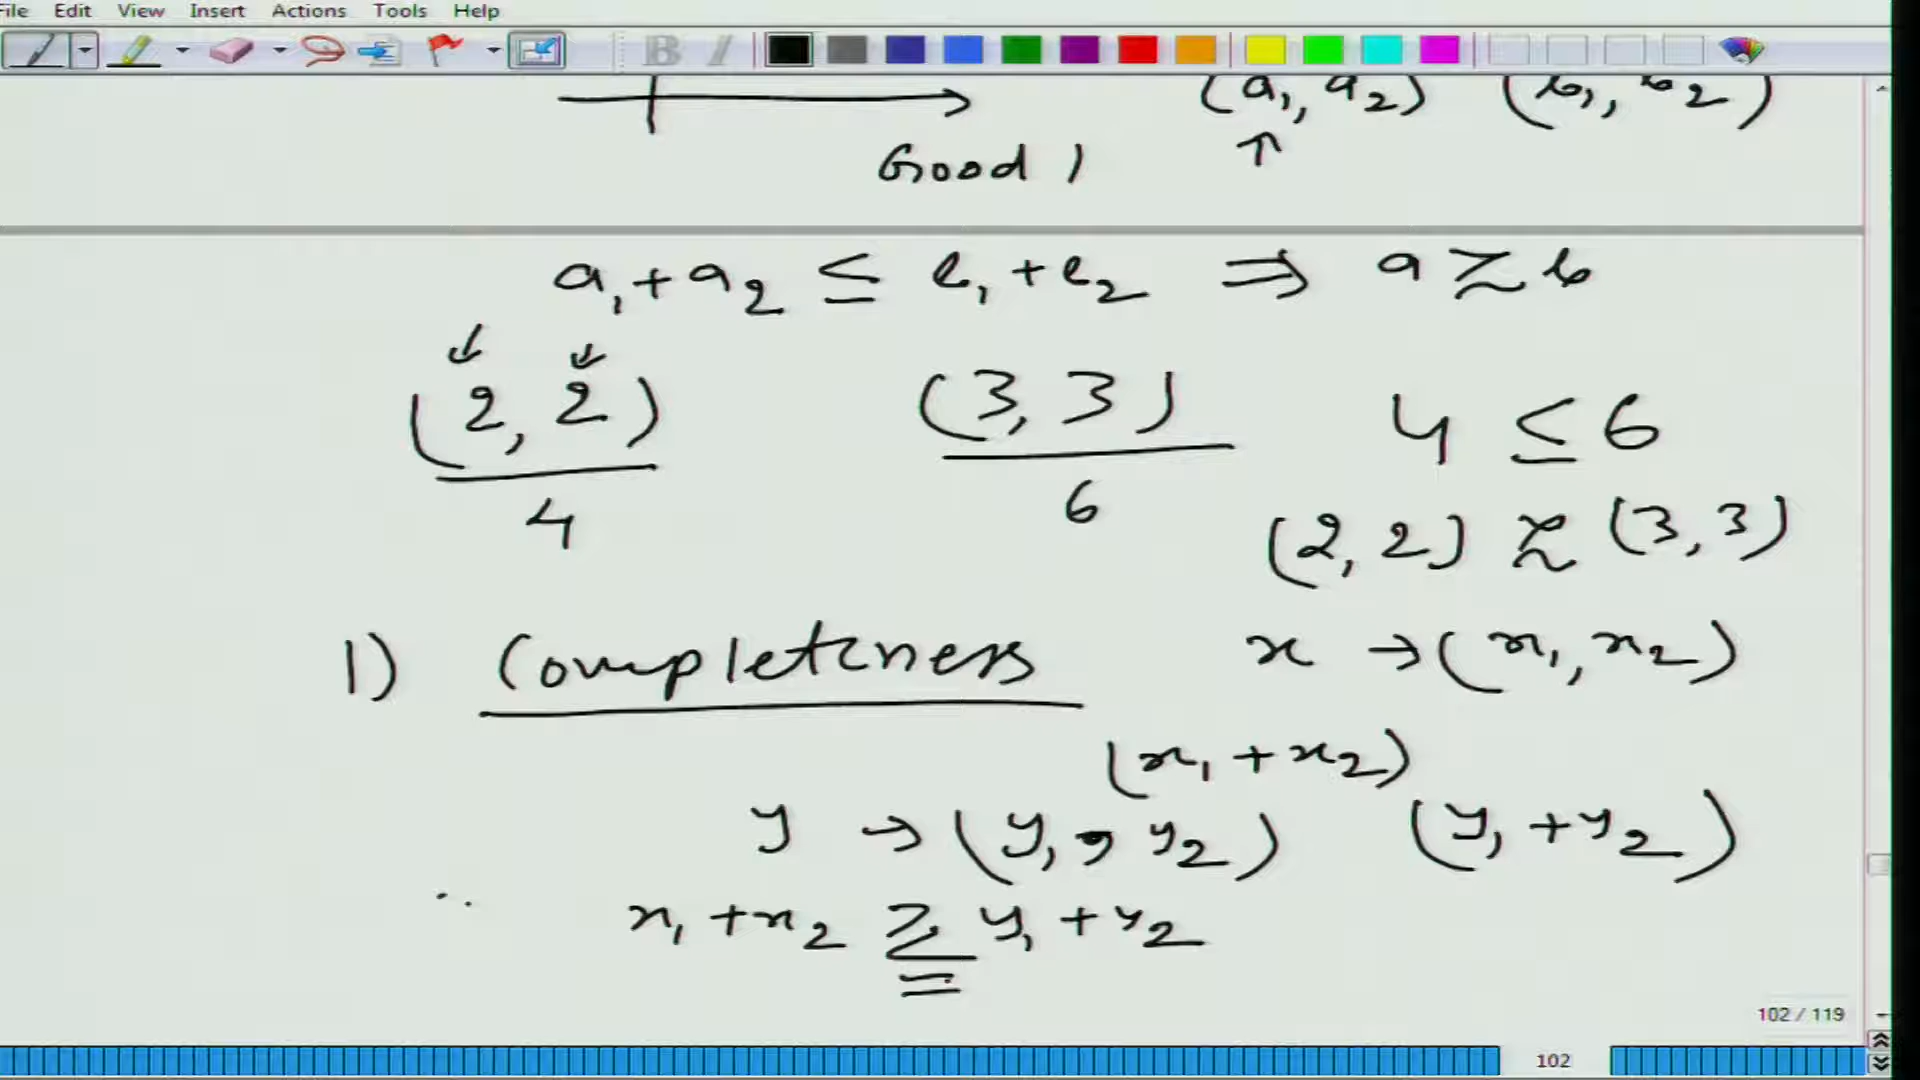 File Edit View Insert Actions Tools Help
B I
(a₁, a₂) (b₁, b₂)
↑
Good 1
a₁ + a₂ ≤ b₁ + b₂ ⇒ a ≿ b
↓ ↓
(2, 2) (3, 3) 4 ≤ 6
4 6
(2, 2) ≿ (3, 3)
1) Completeness x → (x₁, x₂)
(x₁ + x₂)
y → (y₁, y₂) (y₁ + y₂)
x₁ + x₂ ≥ y₁ + y₂
=
102 / 119
102